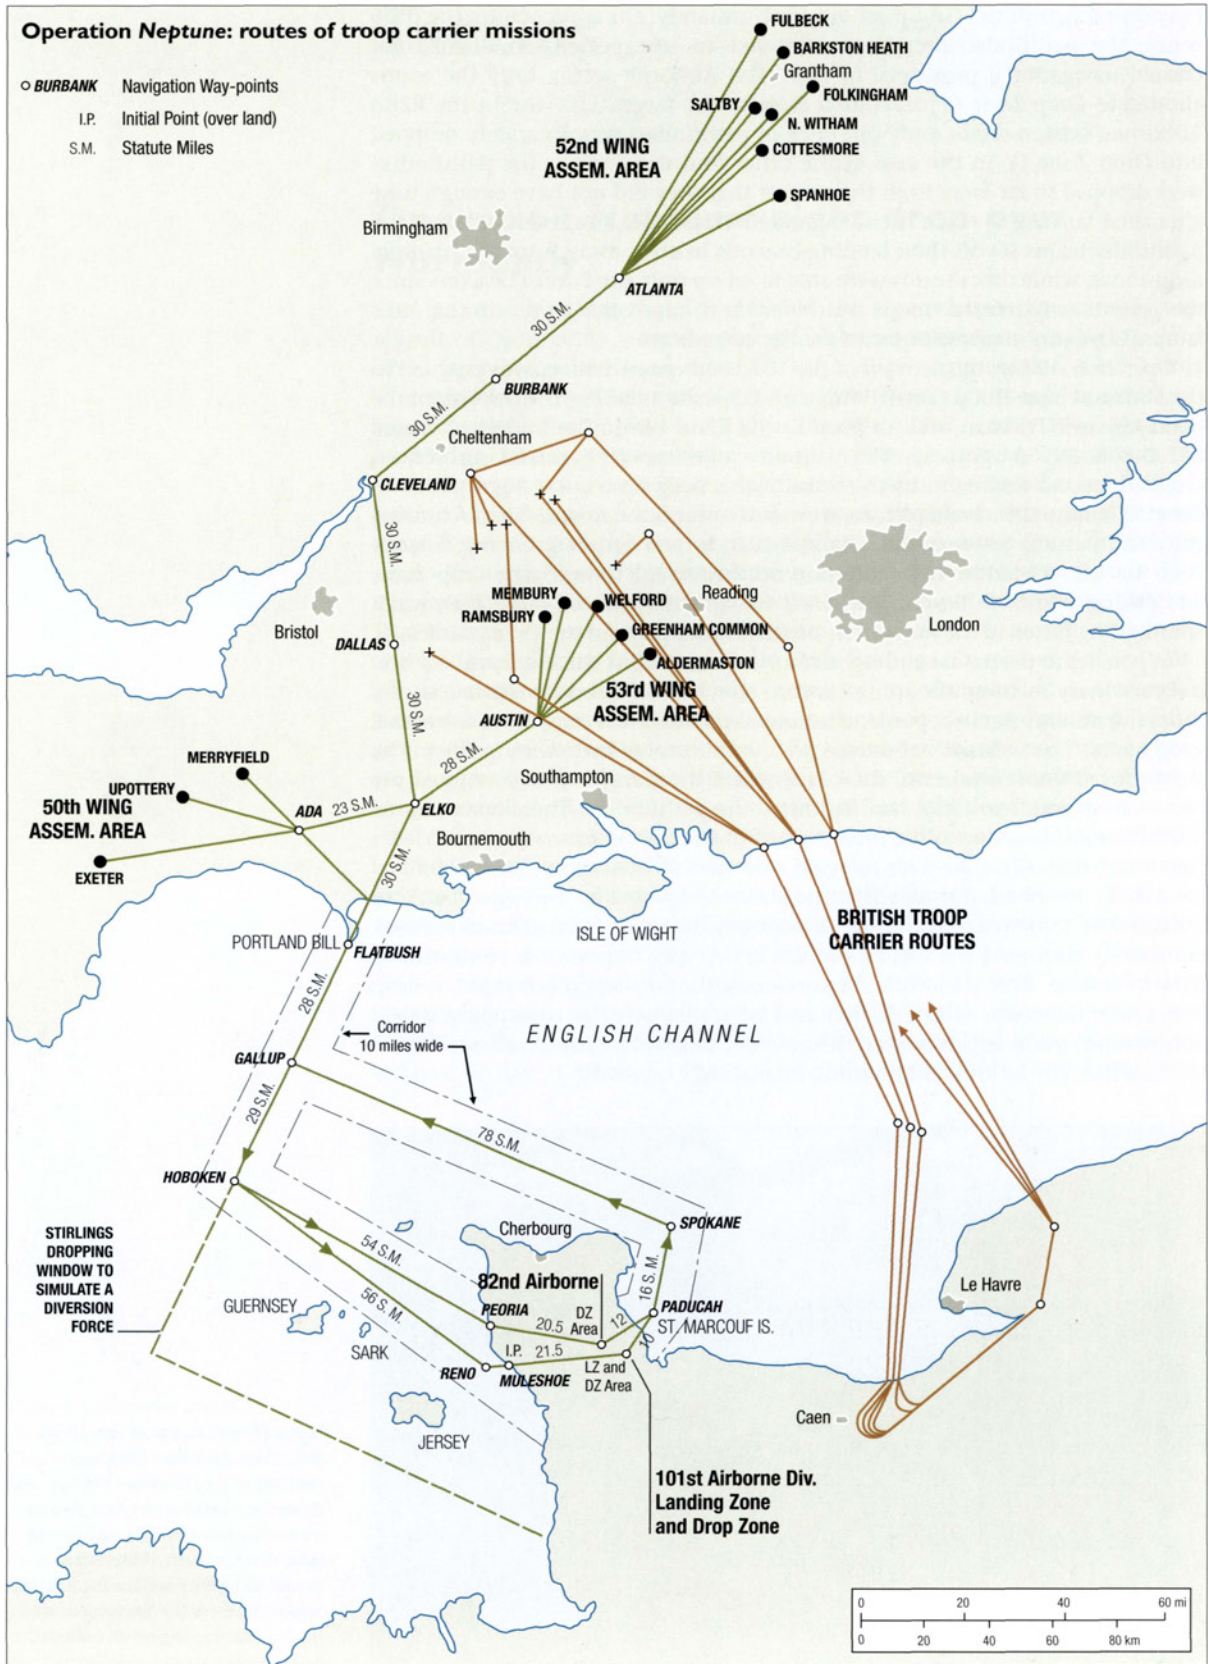 Operation Neptune: routes of troop carrier missions
BURBANK Navigation Way-points
I.P. Initial Point (over land)
S.M. Statute Miles
FULBECK
BARKSTON HEATH
Grantham
FOLKINGHAM
SALTBY
N. WITHAM
COTTESMORE
52nd WING
ASSEM. AREA
SPANHOE
Birmingham
ATLANTA
30 S.M.
BURBANK
30 S.M.
Cheltenham
CLEVELAND
30 S.M.
MEMBURY
WELFORD
Reading
RAMSBURY
GREENHAM COMMON
London
Bristol
DALLAS
ALDERMASTON
53rd WING
ASSEM. AREA
30 S.M.
AUSTIN
28 S.M.
MERRYFIELD
UPOTTERY
Southampton
50th WING
ASSEM. AREA
ADA
23 S.M.
ELKO
Bournemouth
EXETER
30 S.M.
PORTLAND BILL
FLATBUSH
ISLE OF WIGHT
BRITISH TROOP
CARRIER ROUTES
28 S.M.
Corridor
10 miles wide
ENGLISH CHANNEL
GALLUP
29 S.M.
78 S.M.
HOBOKEN
STIRLINGS
DROPPING
WINDOW TO
SIMULATE A
DIVERSION
FORCE
54 S.M.
56 S.M.
Cherbourg
SPOKANE
82nd Airborne
16 S.M.
Le Havre
GUERNSEY
PEORIA
DZ
Area
PADUCAH
ST. MARCOUF IS.
20.5
12
SARK
I.P.
21.5
10
RENO
MULESHOE
LZ and
DZ Area
JERSEY
Caen
101st Airborne Div.
Landing Zone
and Drop Zone
0 20 40 60 mi
0 20 40 60 80 km